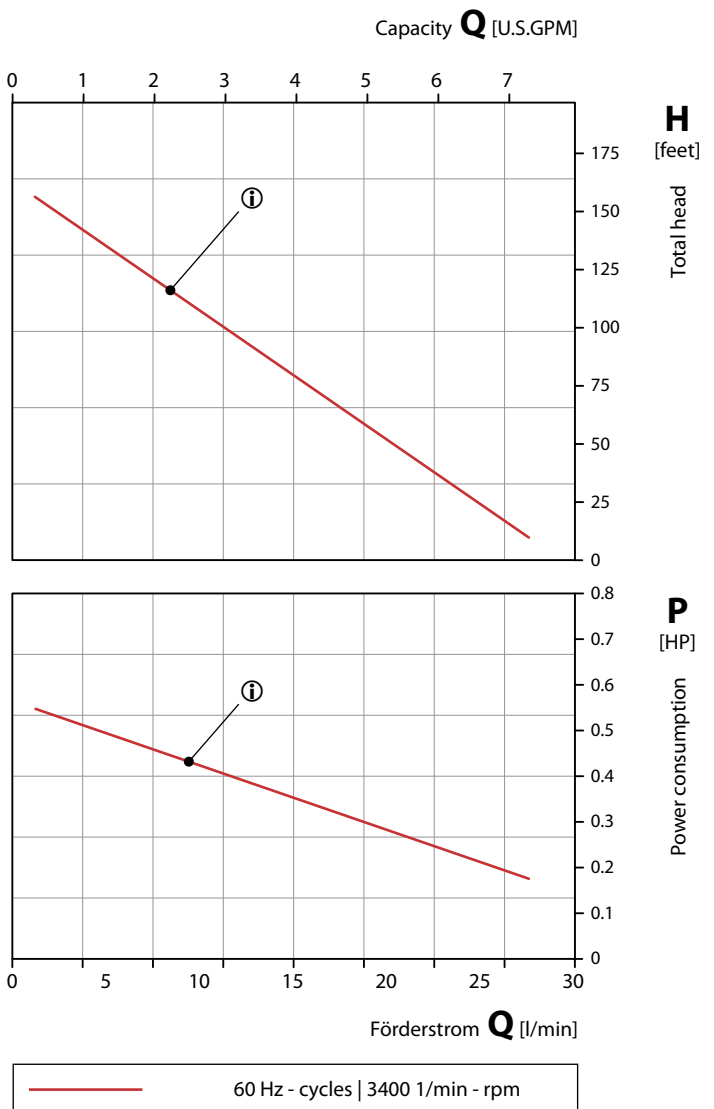 Capacity Q [U.S.GPM]
0 1 2 3 4 5 6 7
H
[feet]
Total head
175
150
125
100
75
50
25
0
i
0.8
0.7
0.6
0.5
0.4
0.3
0.2
0.1
0
P
[HP]
Power consumption
i
0 5 10 15 20 25 30
Förderstrom Q [l/min]
60 Hz - cycles | 3400 1/min - rpm